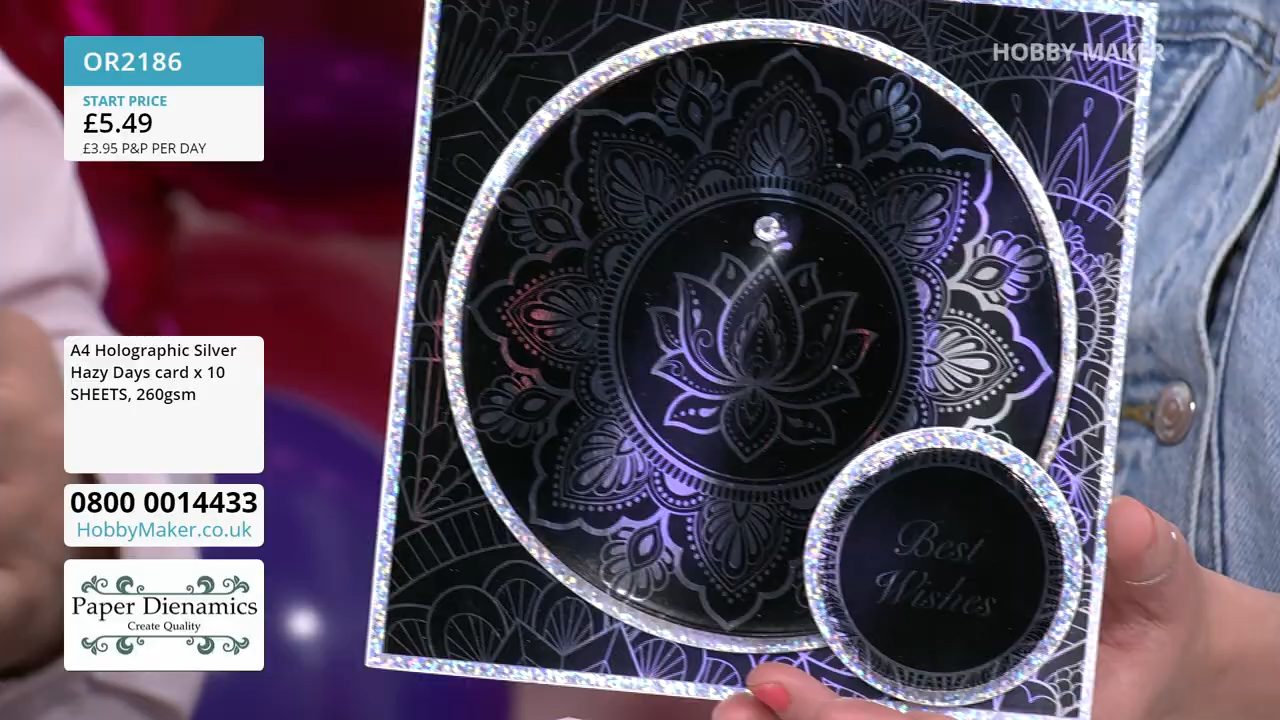 OR2186
START PRICE
£5.49
£3.95 P&P PER DAY
HOBBY MAKER
A4 Holographic Silver
Hazy Days card x 10
SHEETS, 260gsm
0800 0014433
HobbyMaker.co.uk
Paper Dienamics
Create Quality
Best
Wishes